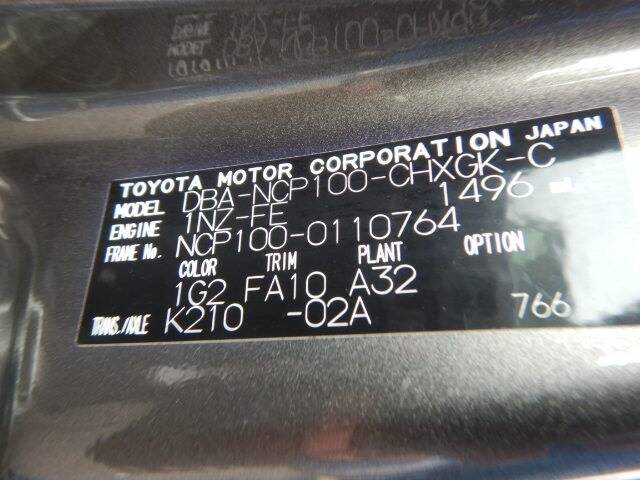 TOYOTA MOTOR CORPORATION JAPAN
MODEL DBA-NCP100-CHXGK-C
ENGINE 1NZ-FE 1496
FRAME No. NCP100-0110764
COLOR TRIM PLANT OPTION
1G2 FA10 A32
TRANS./AXLE K210 -02A 766